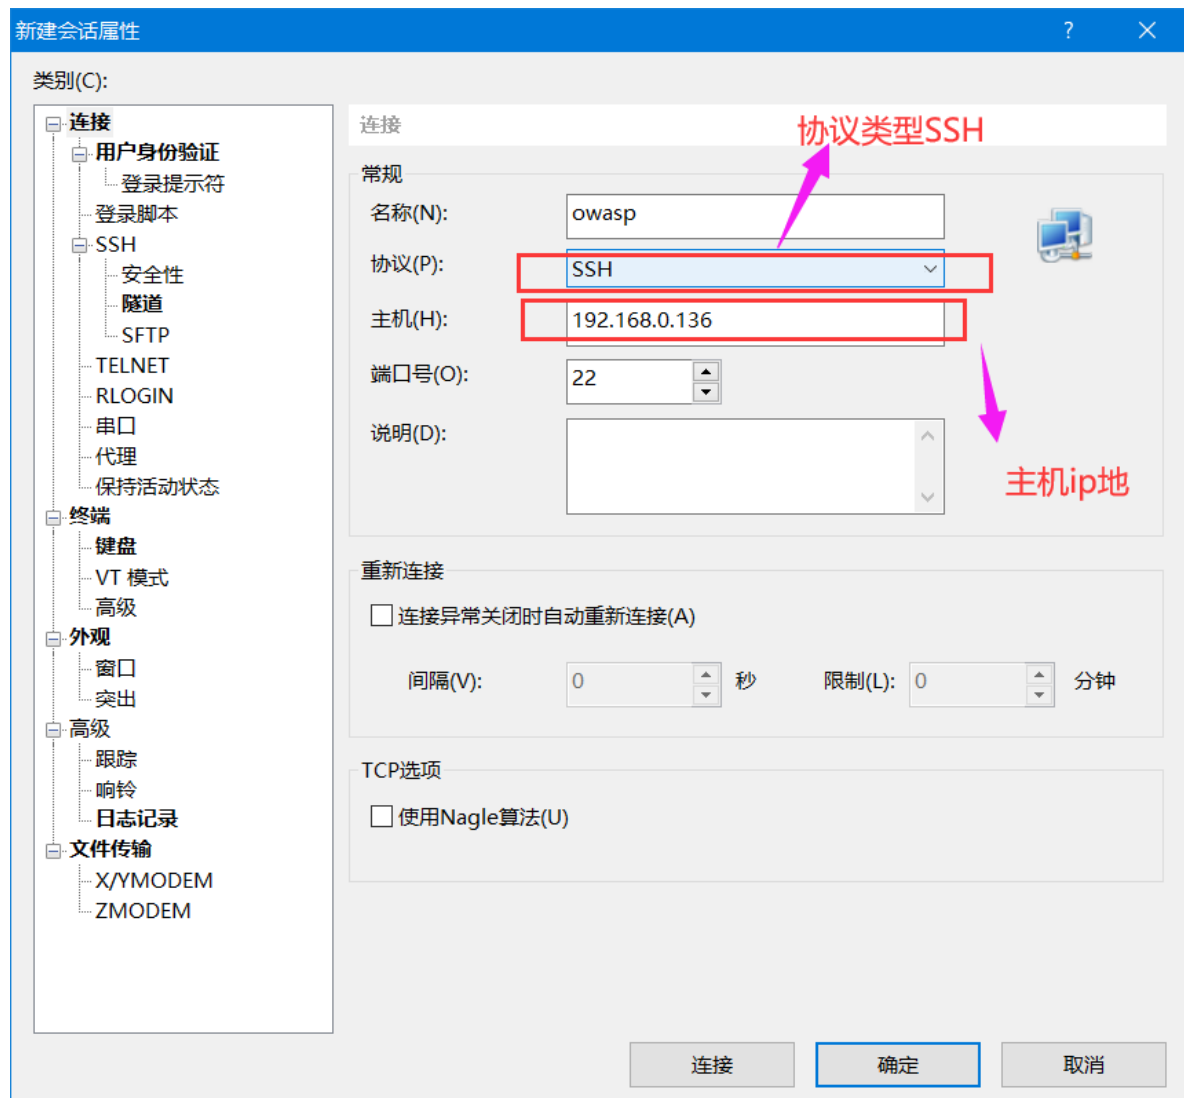 新建会话属性
?
类别(C):
连接
用户身份验证
登录提示符
登录脚本
SSH
安全性
隧道
SFTP
TELNET
RLOGIN
串口
代理
保持活动状态
终端
键盘
VT 模式
高级
外观
窗口
突出
高级
跟踪
响铃
日志记录
文件传输
X/YMODEM
ZMODEM
连接
协议类型SSH
常规
名称(N): owasp
协议(P): SSH
主机(H): 192.168.0.136
端口号(O): 22
说明(D):
主机ip地
重新连接
连接异常关闭时自动重新连接(A)
间隔(V): 0 秒 限制(L): 0 分钟
TCP选项
使用Nagle算法(U)
连接 确定 取消